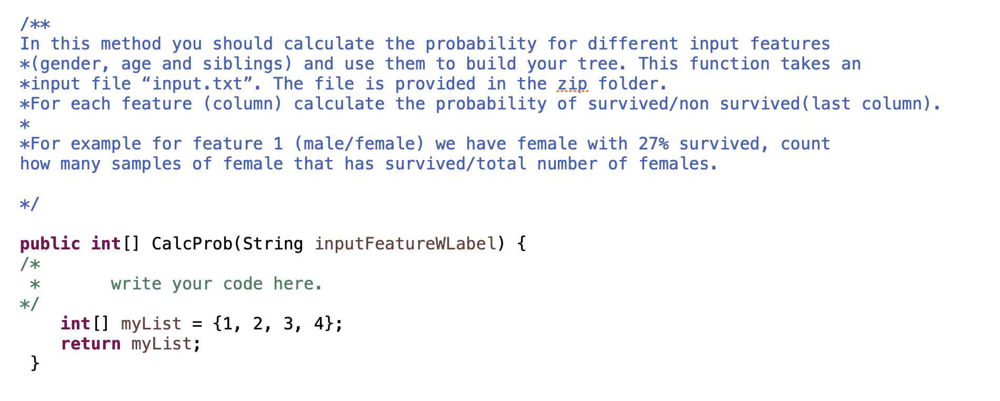 /**
In this method you should calculate the probability for different input features
*(gender, age and siblings) and use them to build your tree. This function takes an
*input file “input.txt”. The file is provided in the zip folder.
*For each feature (column) calculate the probability of survived/non survived(last column).
*
*For example for feature 1 (male/female) we have female with 27% survived, count
how many samples of female that has survived/total number of females.
*/
public int[] CalcProb(String inputFeatureWLabel) {
/*
 *       write your code here.
*/
    int[] myList = {1, 2, 3, 4};
    return myList;
 }